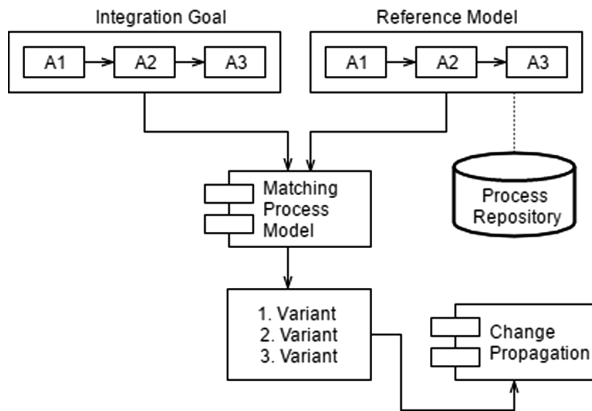 Integration Goal
Reference Model
A1
A2
A3
A1
A2
A3
Matching
Process
Model
Process
Repository
1. Variant
2. Variant
3. Variant
Change
Propagation